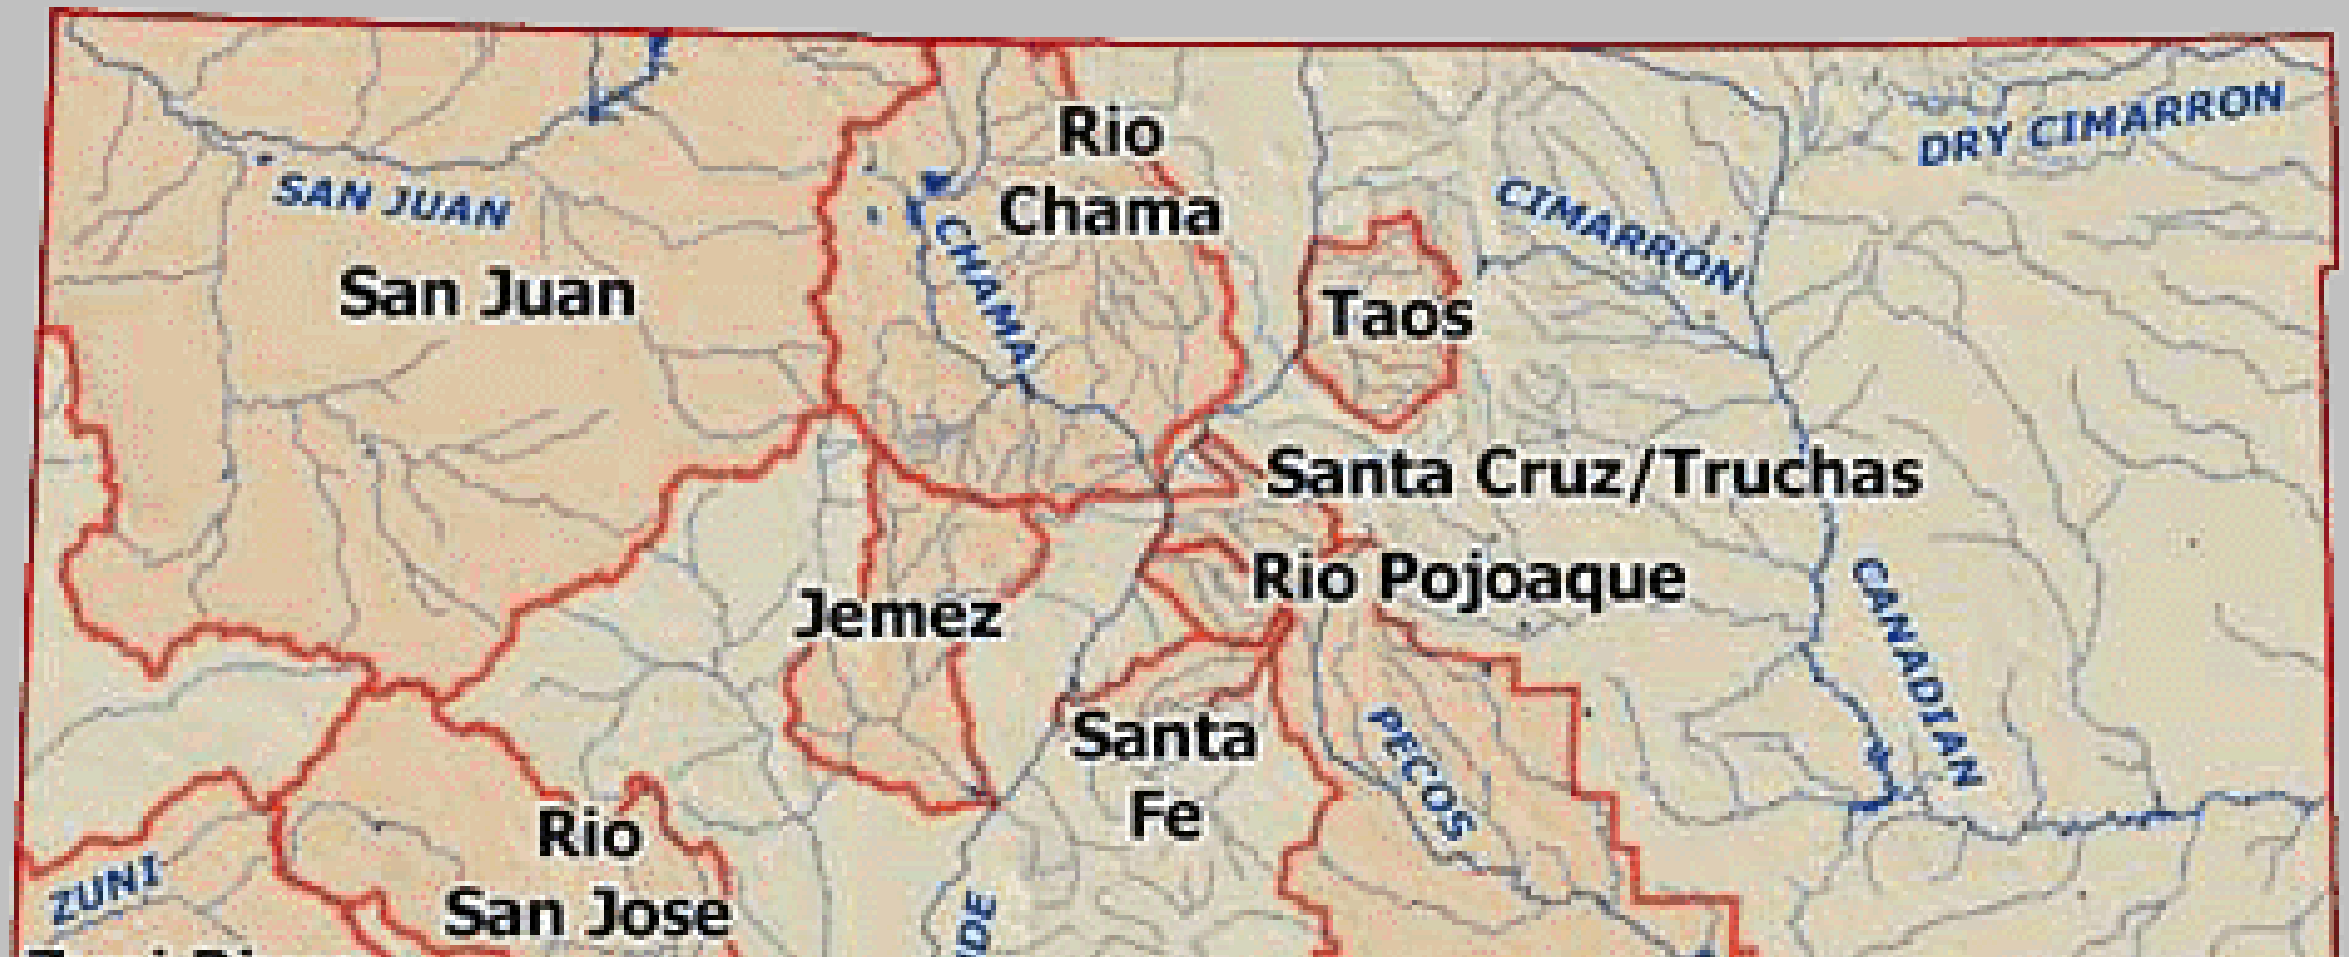 DRY CIMARRON
Rio
Chama
SAN JUAN
CIMARRON
CHAMA
San Juan
Taos
Santa Cruz/Truchas
Rio Pojoaque
CANADIAN
Jemez
Santa
Fe
PECOS
Rio
San Jose
ZUNI